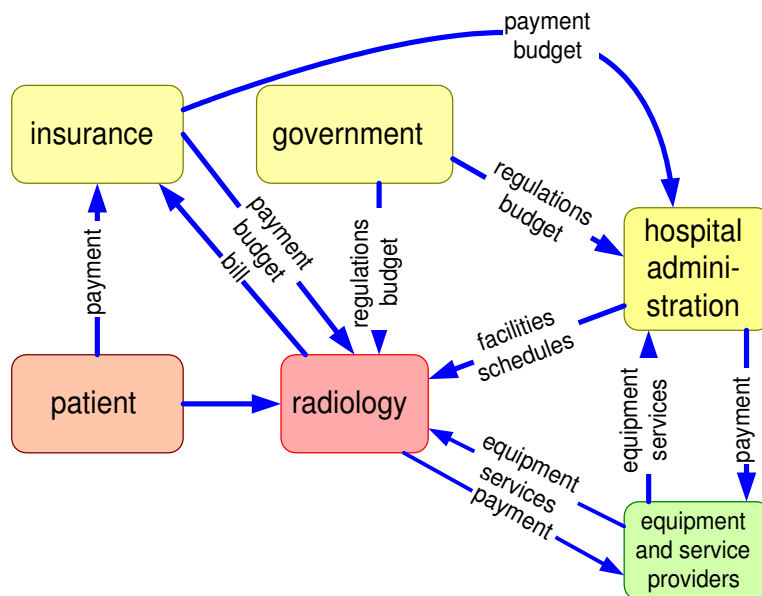 payment
budget
insurance
government
regulations
budget
payment
budget
bill
payment
regulations
budget
hospital
admini-
stration
facilities
schedules
patient
radiology
equipment
services
payment
equipment
services
payment
equipment
and service
providers